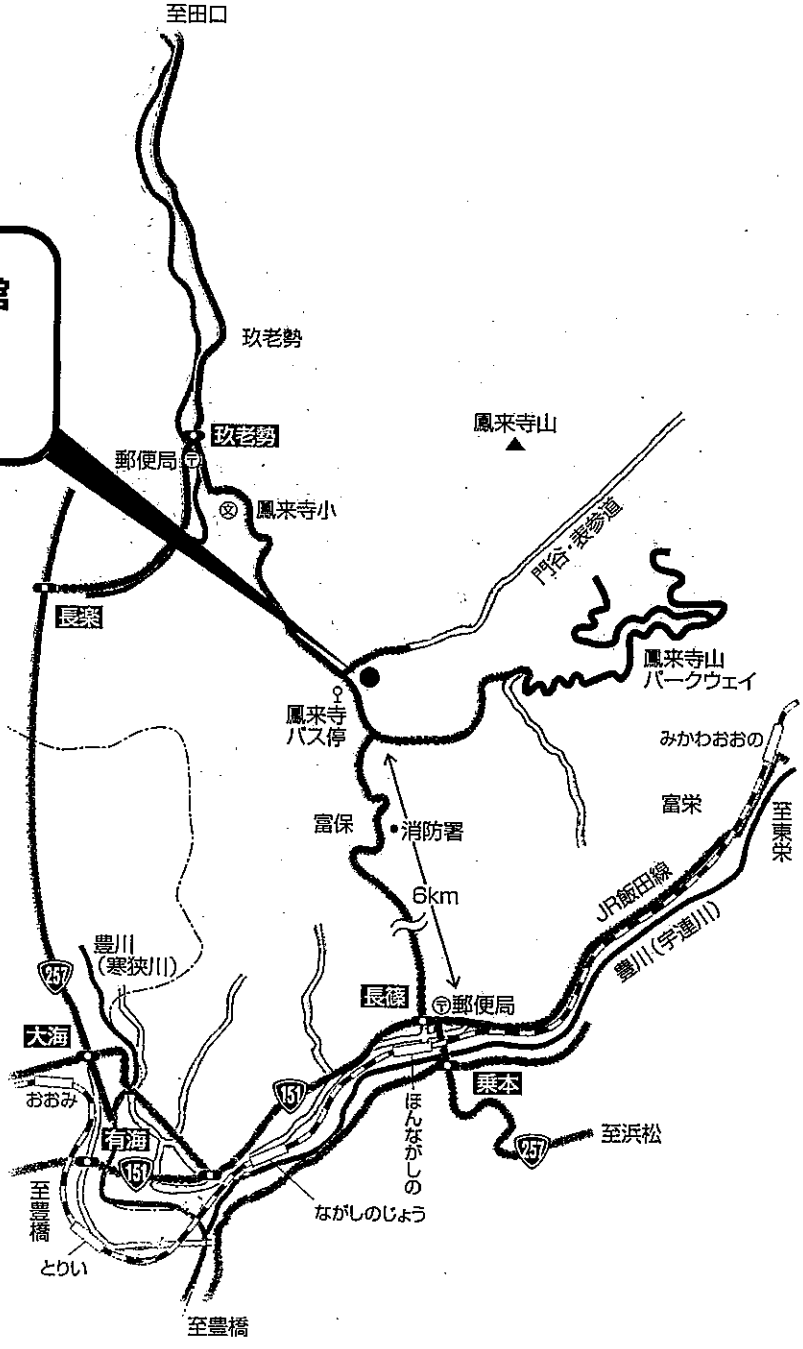 至田口
館
玖老勢
玖老勢
郵便局
〒
文
鳳来寺小
鳳来寺山
門谷・表参道
長楽
鳳来寺
バス停
鳳来寺山
パークウェイ
みかわおおの
富栄
至東栄
富保
消防署
6km
JR飯田線
豊川(宇連川)
豊川
(寒狭川)
257
長篠
〒郵便局
大海
おおみ
151
乗本
ほんながしの
有海
151
257
至浜松
至豊橋
ながしのじょう
とりい
至豊橋